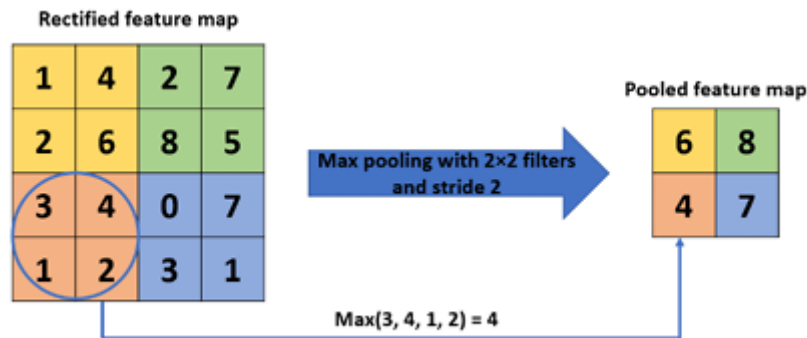 Rectified feature map
1 4 2 7
2 6 8 5
3 4 0 7
1 2 3 1
Max pooling with 2×2 filters
and stride 2
Pooled feature map
6 8
4 7
Max(3, 4, 1, 2) = 4